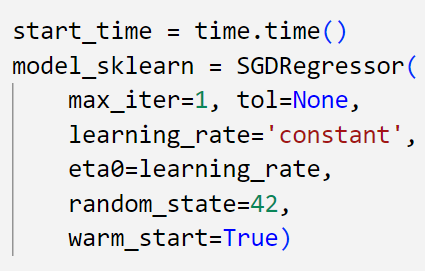 start_time = time.time()
model_sklearn = SGDRegressor(
    max_iter=1, tol=None,
    learning_rate='constant',
    eta0=learning_rate,
    random_state=42,
    warm_start=True)